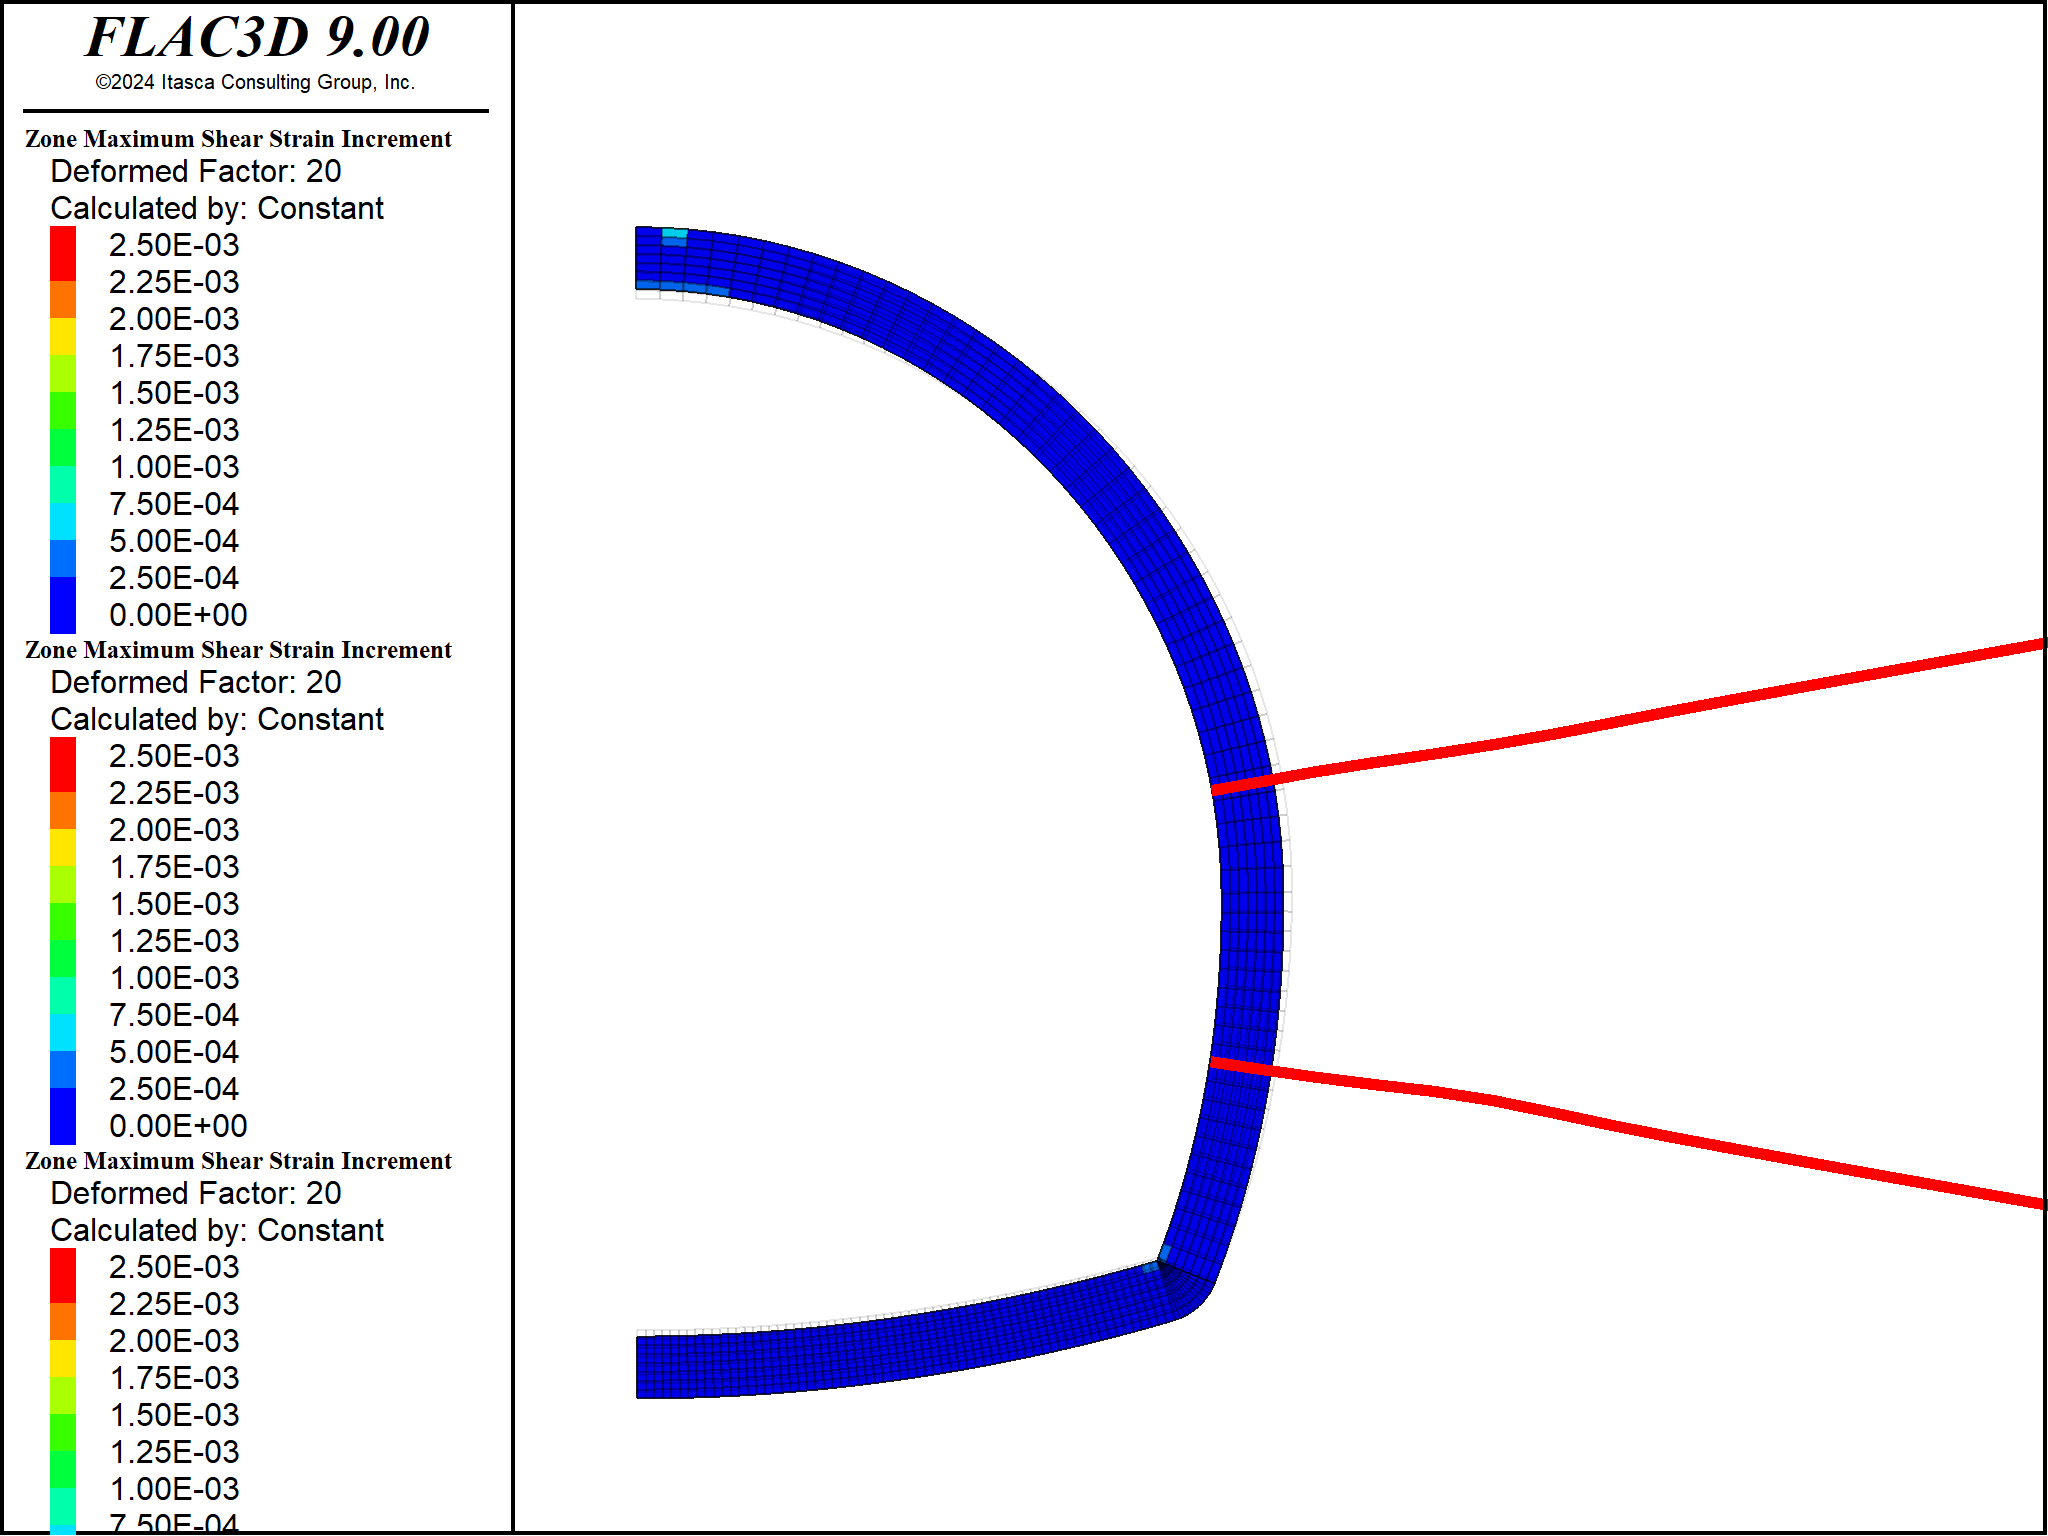 FLAC3D 9.00
©2024 Itasca Consulting Group, Inc.
Zone Maximum Shear Strain Increment
Deformed Factor: 20
Calculated by: Constant
2.50E-03
2.25E-03
2.00E-03
1.75E-03
1.50E-03
1.25E-03
1.00E-03
7.50E-04
5.00E-04
2.50E-04
0.00E+00
Zone Maximum Shear Strain Increment
Deformed Factor: 20
Calculated by: Constant
2.50E-03
2.25E-03
2.00E-03
1.75E-03
1.50E-03
1.25E-03
1.00E-03
7.50E-04
5.00E-04
2.50E-04
0.00E+00
Zone Maximum Shear Strain Increment
Deformed Factor: 20
Calculated by: Constant
2.50E-03
2.25E-03
2.00E-03
1.75E-03
1.50E-03
1.25E-03
1.00E-03
7.50E-04